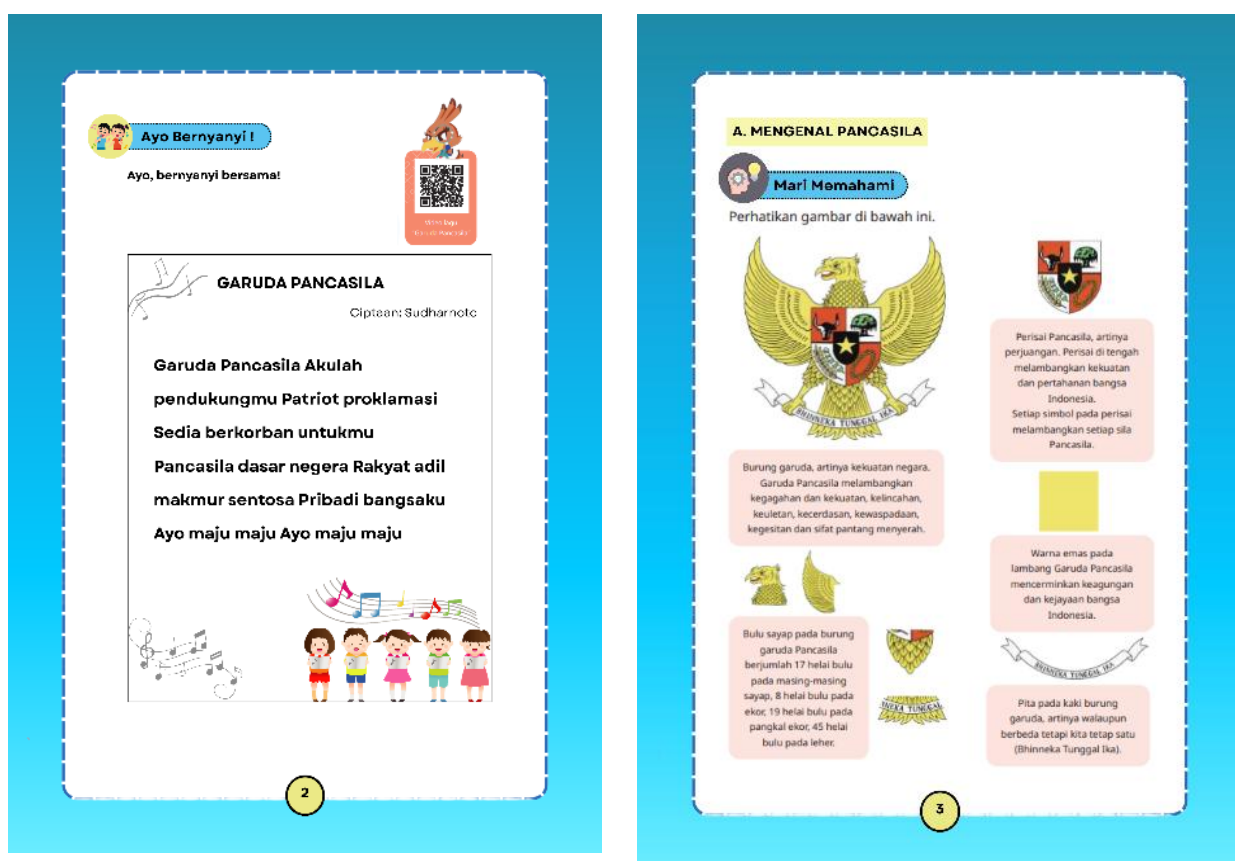 Ayo Bernyanyi !
Ayo, bernyanyi bersama!
GARUDA PANCASILA
Ciptaan: Sudharnoto
Garuda Pancasila Akulah
pendukungmu Patriot proklamasi
Sedia berkorban untukmu
Pancasila dasar negera Rakyat adil
makmur sentosa Pribadi bangsaku
Ayo maju maju Ayo maju maju
2
A. MENGENAL PANCASILA
Mari Memahami
Perhatikan gambar di bawah ini.
BHINNEKA TUNGGAL IKA
Burung garuda, artinya kekuatan negara.
Garuda Pancasila melambangkan
kegagahan dan kekuatan, kelincahan,
keuletan, kecerdasan, kewaspadaan,
kegesitan dan sifat pantang menyerah.
Bulu sayap pada burung
garuda Pancasila
berjumlah 17 helai bulu
pada masing-masing
sayap, 8 helai bulu pada
ekor, 19 helai bulu pada
pangkal ekor, 45 helai
bulu pada leher.
NEKA TUNGGAL
Perisai Pancasila, artinya
perjuangan. Perisai di tengah
melambangkan kekuatan
dan pertahanan bangsa
Indonesia.
Setiap simbol pada perisai
melambangkan setiap sila
Pancasila.
Warna emas pada
lambang Garuda Pancasila
mencerminkan keagungan
dan kejayaan bangsa
Indonesia.
BHINNEKA TUNGGAL IKA
Pita pada kaki burung
garuda, artinya walaupun
berbeda tetapi kita tetap satu
(Bhinneka Tunggal Ika).
3